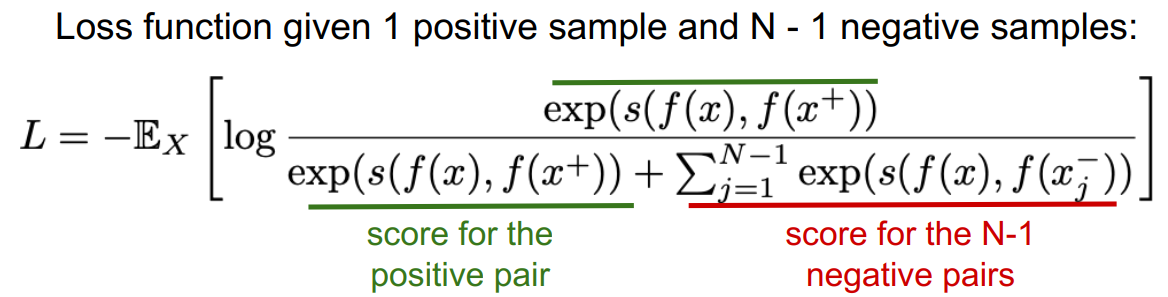 Loss function given 1 positive sample and N - 1 negative samples:
L = −𝔼_X [ log exp(s(f(x), f(x⁺)) / exp(s(f(x), f(x⁺)) + ∑_{j=1}^{N−1} exp(s(f(x), f(x_j⁻)) ]
score for the positive pair
score for the N-1 negative pairs